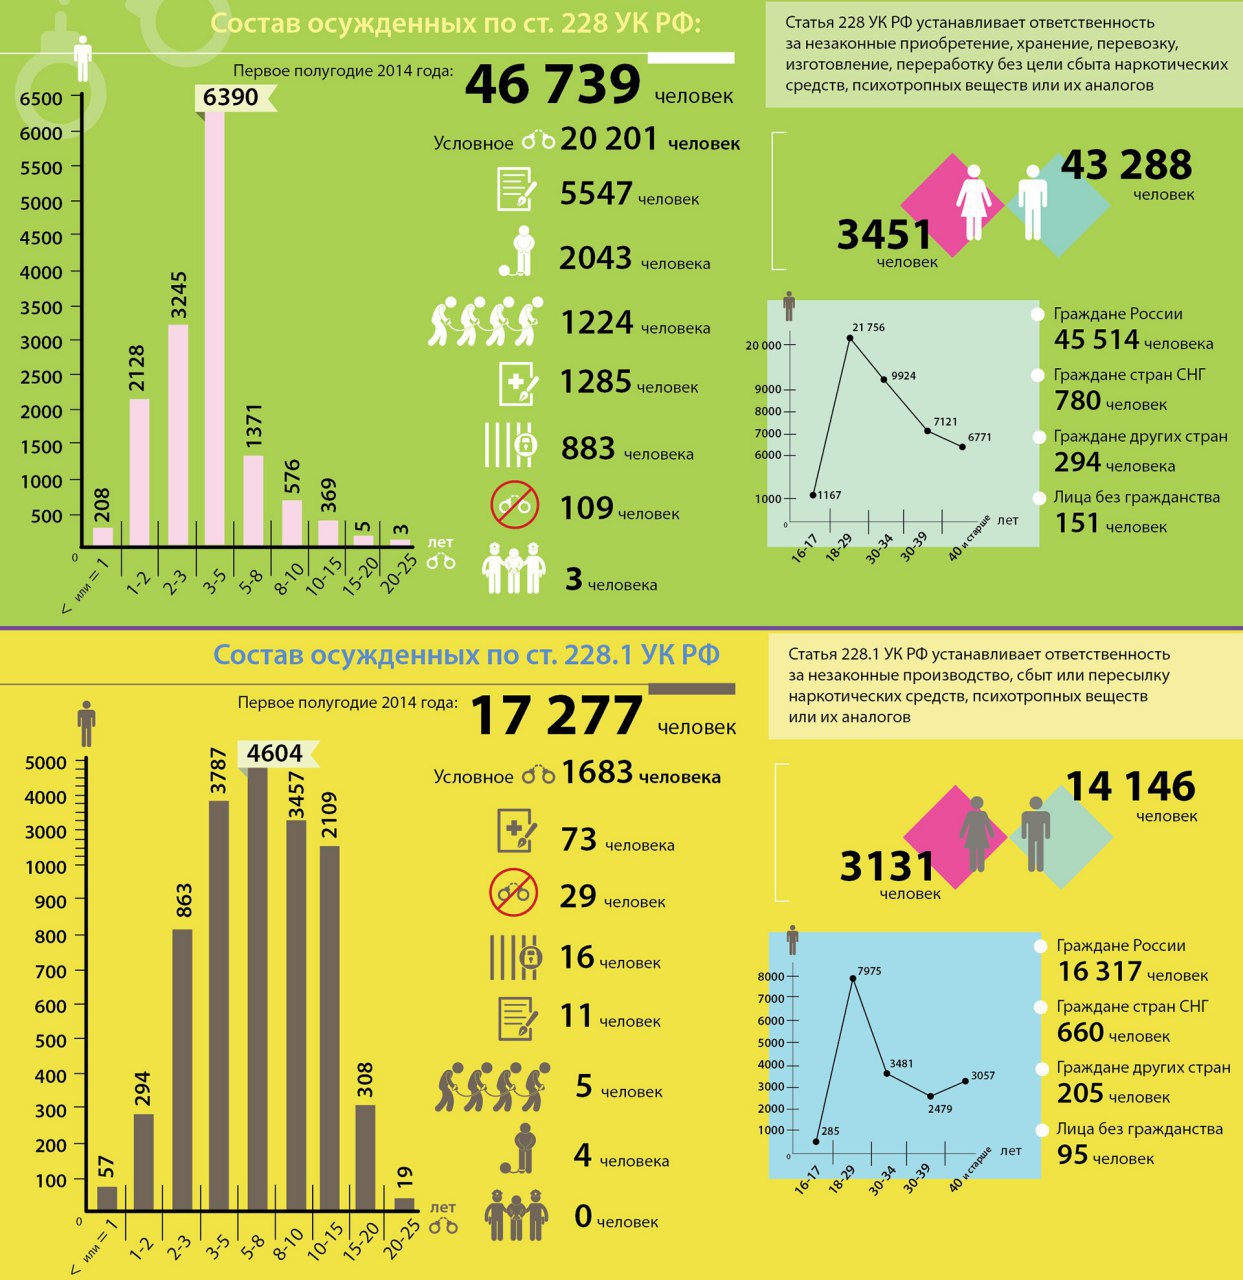 Состав осужденных по ст. 228 УК РФ:
Первое полугодие 2014 года: 46 739 человек
6390
6500
6000
5500
5000
4500
4000
3500
3000
2500
2000
1500
1000
500
0
208
2128
3245
1371
576
369
5
3
< или = 1
1-2
2-3
3-5
5-8
8-10
10-15
15-20
20-25
лет
Условное 20 201 человек
5547 человек
2043 человека
1224 человека
1285 человек
883 человека
109 человек
3 человека
Статья 228 УК РФ устанавливает ответственность
за незаконные приобретение, хранение, перевозку,
изготовление, переработку без цели сбыта наркотических
средств, психотропных веществ или их аналогов
43 288
человек
3451
человек
20 000
9000
8000
7000
6000
1000
0
21 756
9924
7121
6771
1167
16-17
18-29
30-34
30-39
40 и старше
лет
Граждане России
45 514 человека
Граждане стран СНГ
780 человек
Граждане других стран
294 человека
Лица без гражданства
151 человек
Состав осужденных по ст. 228.1 УК РФ
Первое полугодие 2014 года: 17 277 человек
4604
5000
4000
3000
1000
900
800
700
600
500
400
300
200
100
0
57
294
863
3787
3457
2109
308
19
< или = 1
1-2
2-3
3-5
5-8
8-10
10-15
15-20
20-25
лет
Условное 1683 человека
73 человека
29 человек
16 человек
11 человек
5 человек
4 человека
0 человек
Статья 228.1 УК РФ устанавливает ответственность
за незаконные производство, сбыт или пересылку
наркотических средств, психотропных веществ
или их аналогов
14 146
человек
3131
человек
8000
7000
6000
5000
4000
3000
2000
1000
0
7975
3481
3057
2479
285
16-17
18-29
30-34
30-39
40 и старше
лет
Граждане России
16 317 человек
Граждане стран СНГ
660 человек
Граждане других стран
205 человек
Лица без гражданства
95 человек